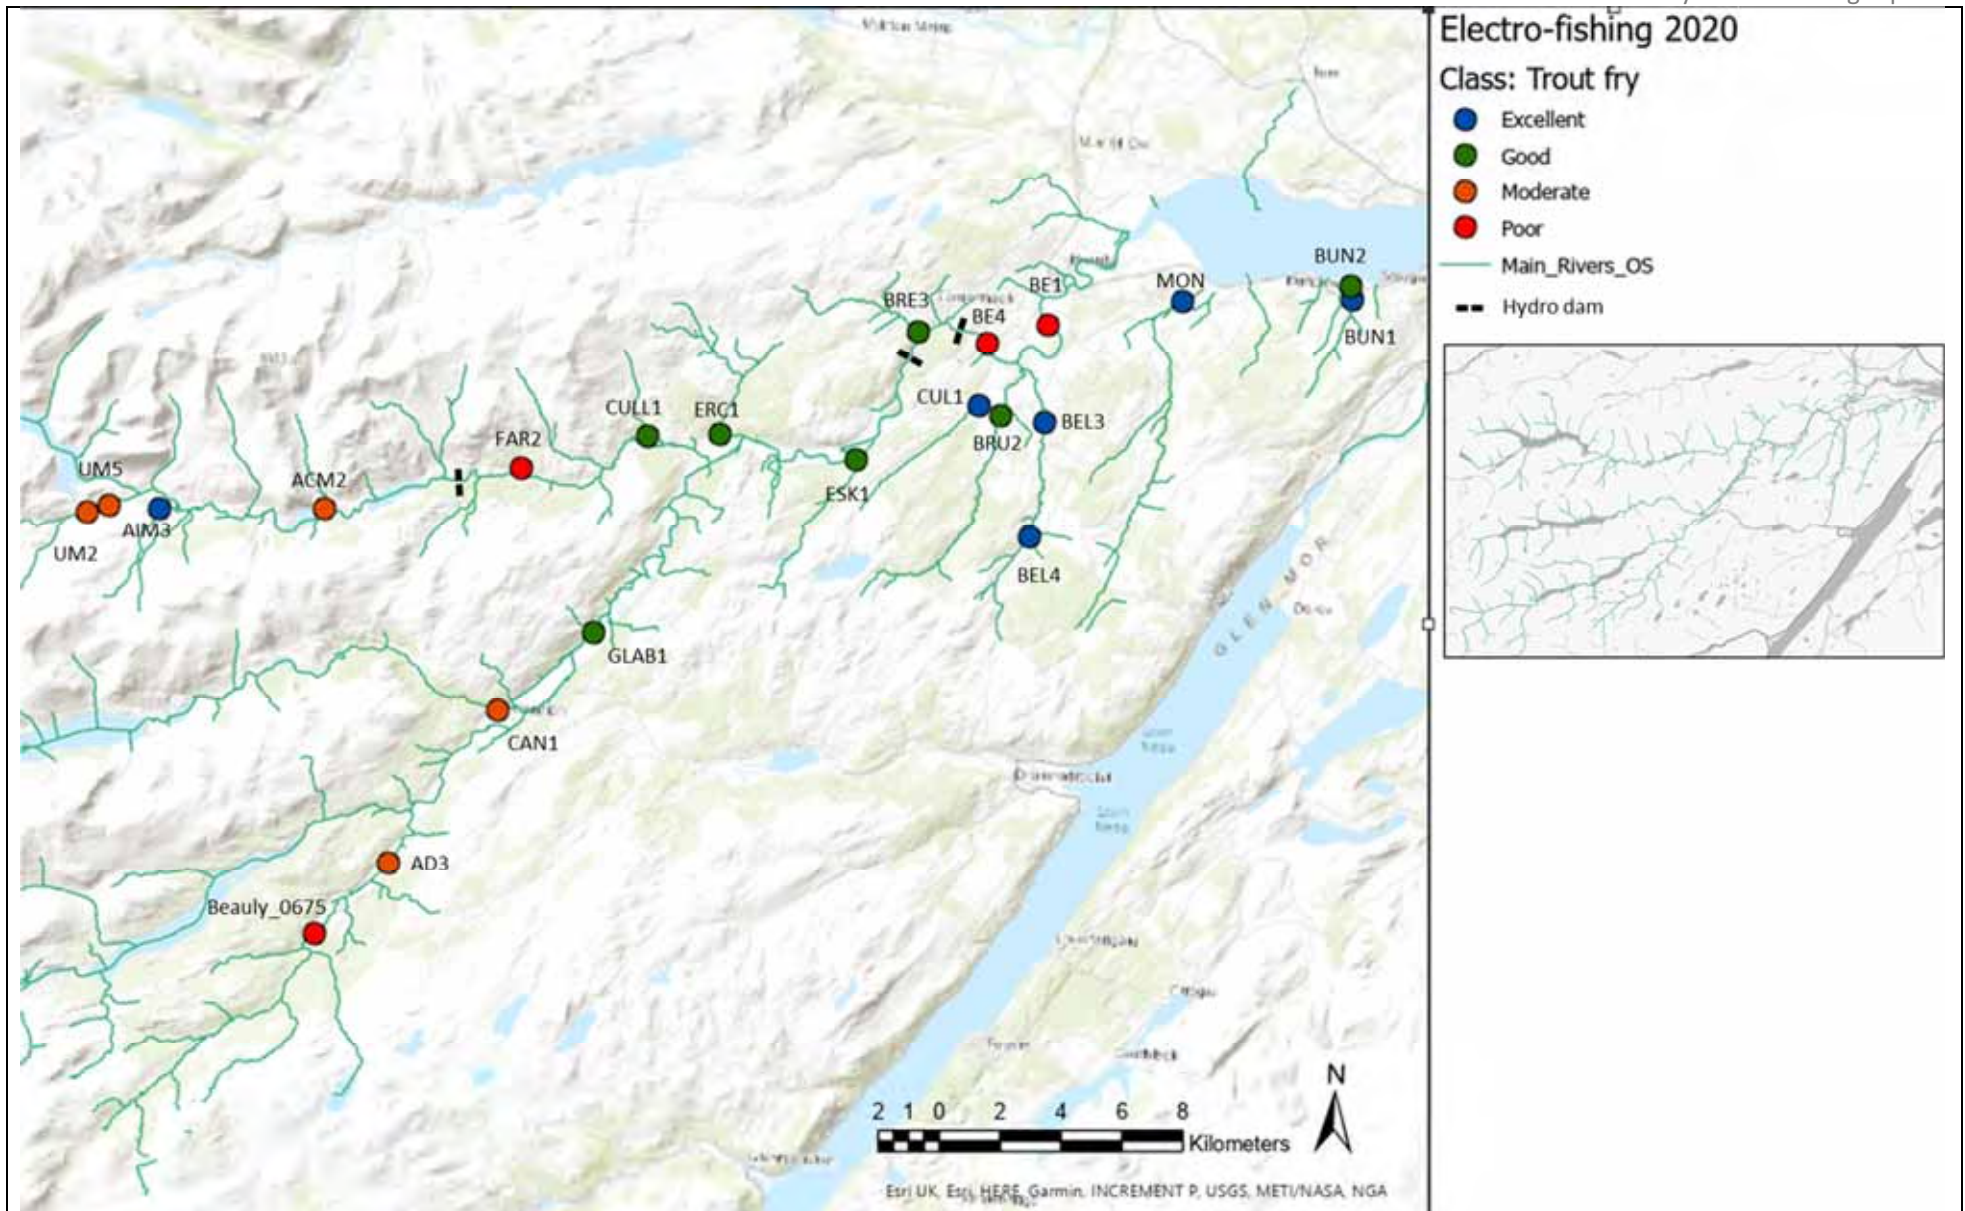 Electro-fishing 2020
Class: Trout fry
Excellent
Good
Moderate
Poor
Main_Rivers_OS
Hydro dam
BUN2
MON
BE1
BRE3
BE4
BUN1
CUL1
CULL1
ERC1
BEL3
FAR2
BRU2
UM5
ACM2
ESK1
AIM3
UM2
BEL4
GLEN MOR
GLAB1
CAN1
Drumnadrochit
AD3
Beauly_0675
N
2 1 0 2 4 6 8
Kilometers
Esri UK, Esri, HERE, Garmin, INCREMENT P, USGS, METI/NASA, NGA